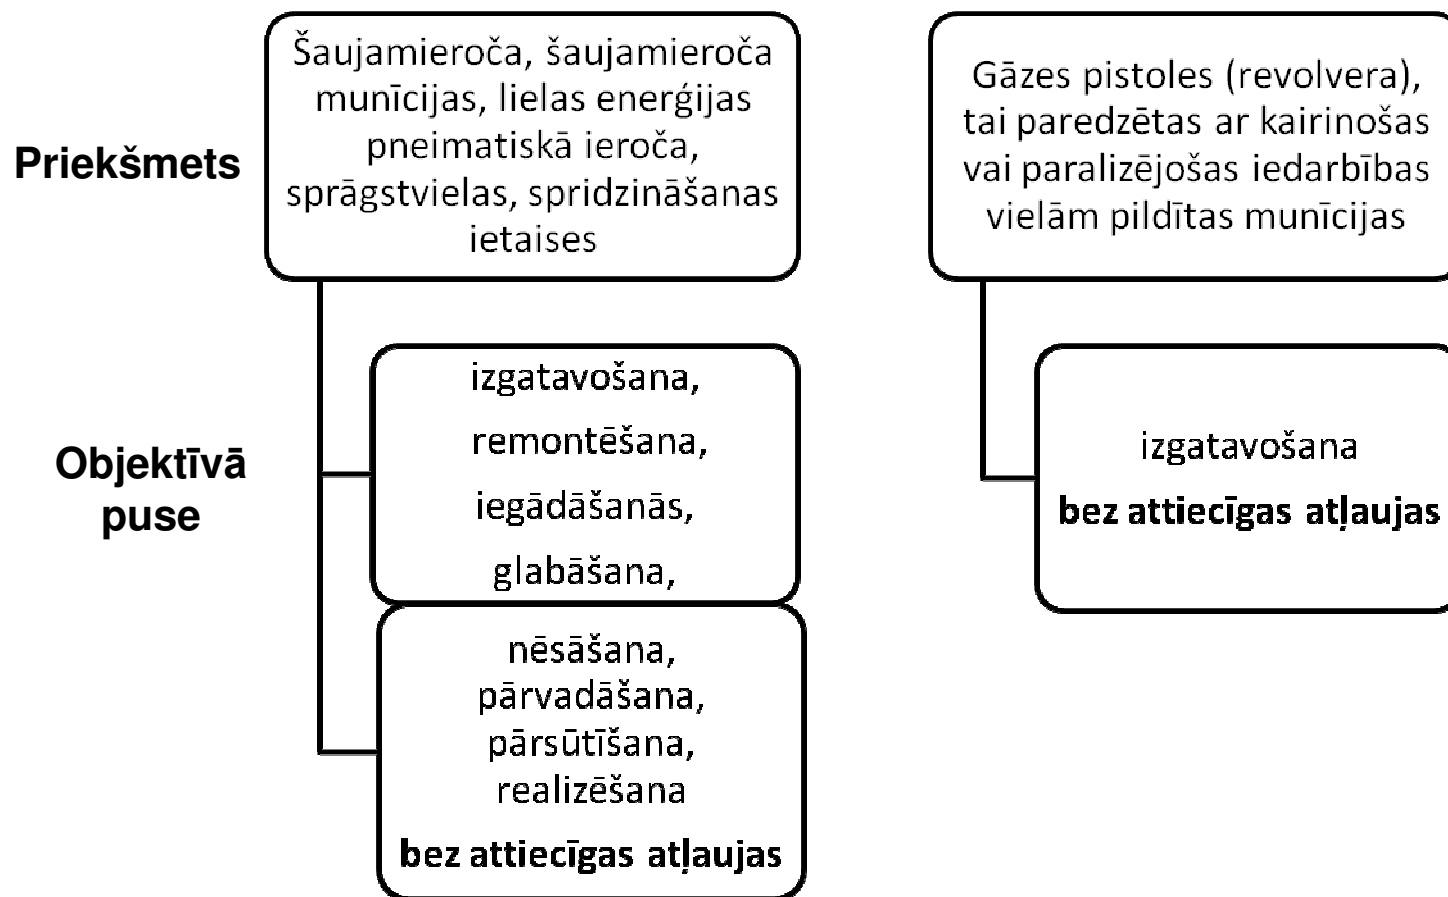 Priekšmets
Šaujamieroča, šaujamieroča
munīcijas, lielas enerģijas
pneimatiskā ieroča,
sprāgstvielas, spridzināšanas
ietaises
Gāzes pistoles (revolvera),
tai paredzētas ar kairinošas
vai paralizējošas iedarbības
vielām pildītas munīcijas
Objektīvā
puse
izgatavošana,
remontēšana,
iegādāšanās,
glabāšana,
nēsāšana,
pārvadāšana,
pārsūtīšana,
realizēšana
bez attiecīgas atļaujas
izgatavošana
bez attiecīgas atļaujas